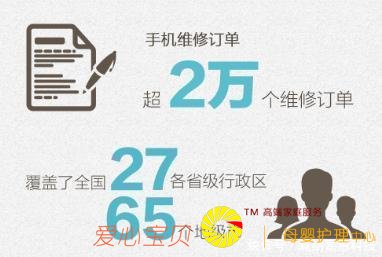 手机维修订单
超 2万 个维修订单
覆盖了全国 27 各省级行政区
65 个地级
TM 高端家庭服务
爱心宝贝 母婴护理中心